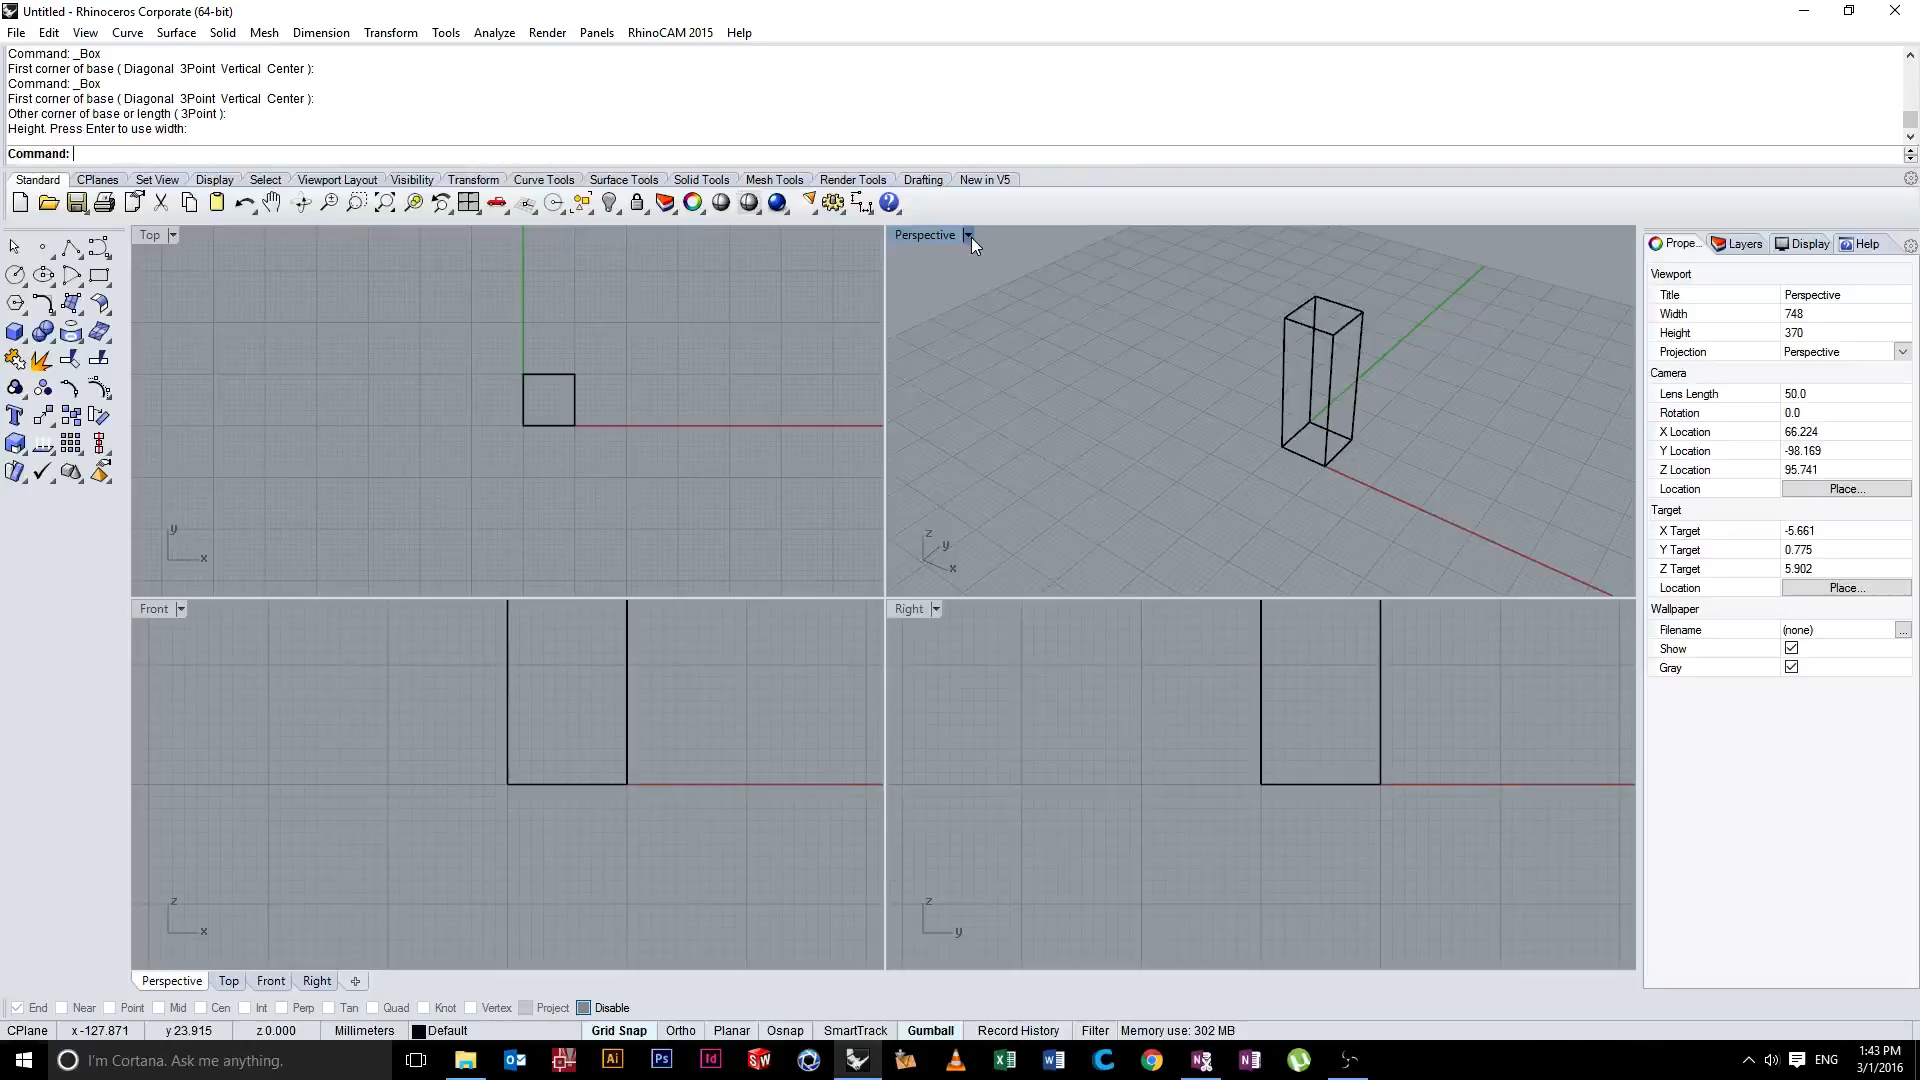 Untitled - Rhinoceros Corporate (64-bit)
File Edit View Curve Surface Solid Mesh Dimension Transform Tools Analyze Render Panels RhinoCAM 2015 Help
Command: _Box
First corner of base ( Diagonal 3Point Vertical Center ):
Command: _Box
First corner of base ( Diagonal 3Point Vertical Center ):
Other corner of base or length ( 3Point ):
Height. Press Enter to use width:
Command:
Standard CPlanes Set View Display Select Viewport Layout Visibility Transform Curve Tools Surface Tools Solid Tools Mesh Tools Render Tools Drafting New in V5
Top
Perspective
Prope... Layers Display Help
Viewport
Title Perspective
Width 748
Height 370
Projection Perspective
Camera
Lens Length 50.0
Rotation 0.0
X Location 66.224
Y Location -98.169
Z Location 95.741
Location Place...
Target
X Target -5.661
Y Target 0.775
Z Target 5.902
Location Place...
Wallpaper
Filename (none) ...
Show
Gray
y
x
z
y
x
Front
Right
z
x
z
y
Perspective Top Front Right
End Near Point Mid Cen Int Perp Tan Quad Knot Vertex Project Disable
CPlane x -127.871 y 23.915 z 0.000 Millimeters Default Grid Snap Ortho Planar Osnap SmartTrack Gumball Record History Filter Memory use: 302 MB
I'm Cortana. Ask me anything.
Ai Ps Id SW
ENG
1:43 PM
3/1/2016